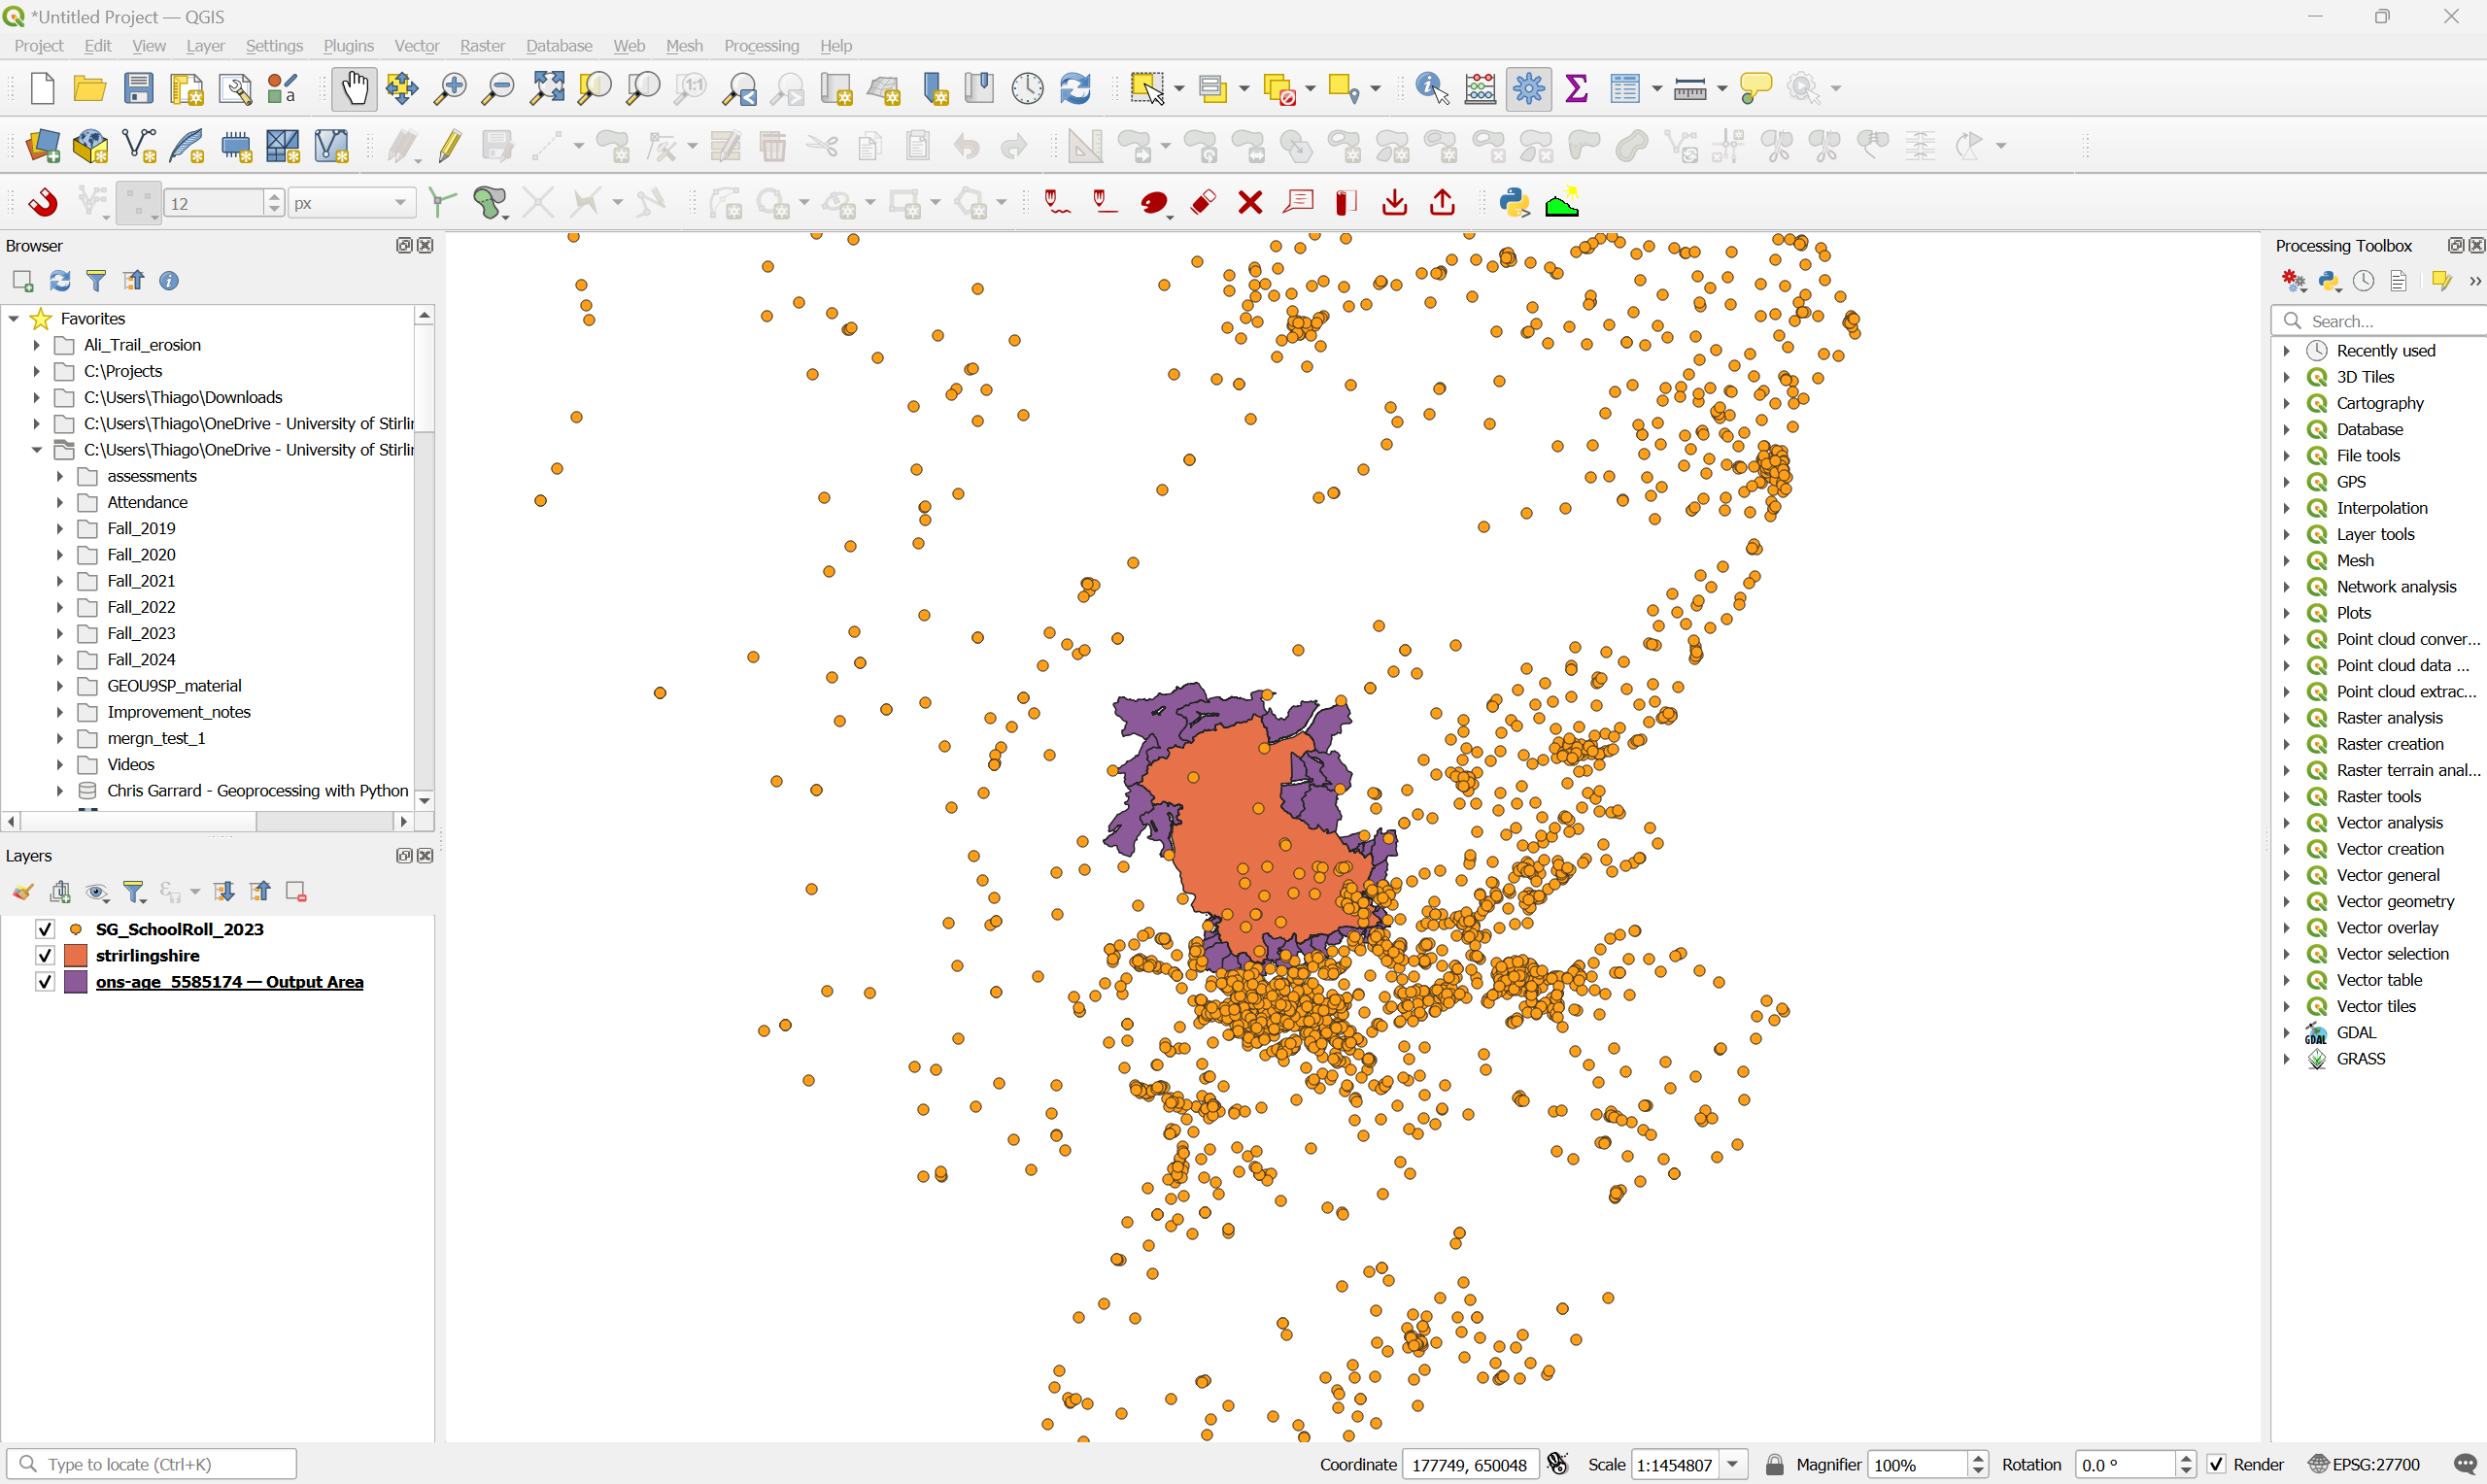 *Untitled Project — QGIS
Project Edit View Layer Settings Plugins Vector Raster Database Web Mesh Processing Help
12 px
Browser
Favorites
Ali_Trail_erosion
C:\Projects
C:\Users\Thiago\Downloads
C:\Users\Thiago\OneDrive - University of Stirlin
C:\Users\Thiago\OneDrive - University of Stirlin
assessments
Attendance
Fall_2019
Fall_2020
Fall_2021
Fall_2022
Fall_2023
Fall_2024
GEOU9SP_material
Improvement_notes
mergn_test_1
Videos
Chris Garrard - Geoprocessing with Python
Layers
SG_SchoolRoll_2023
strirlingshire
ons-age_5585174 — Output Area
Processing Toolbox
Search...
Recently used
3D Tiles
Cartography
Database
File tools
GPS
Interpolation
Layer tools
Mesh
Network analysis
Plots
Point cloud conver...
Point cloud data ...
Point cloud extrac...
Raster analysis
Raster creation
Raster terrain anal...
Raster tools
Vector analysis
Vector creation
Vector general
Vector geometry
Vector overlay
Vector selection
Vector table
Vector tiles
GDAL
GRASS
Type to locate (Ctrl+K)
Coordinate 177749, 650048 Scale 1:1454807 Magnifier 100% Rotation 0.0 ° Render EPSG:27700